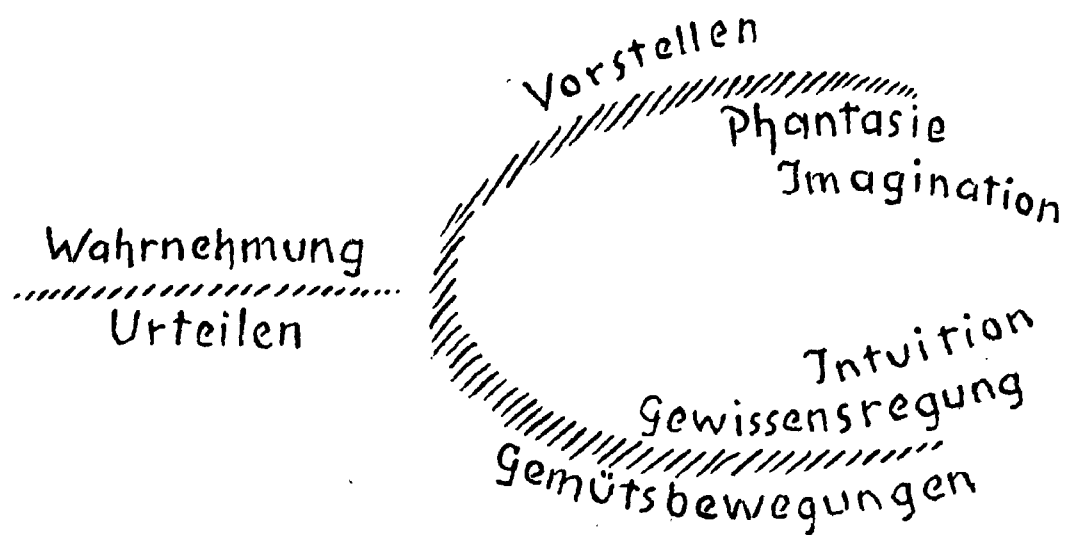 Vorstellen
Phantasie
Imagination
Wahrnehmung
Urteilen
Intuition
Gewissensregung
Gemütsbewegungen